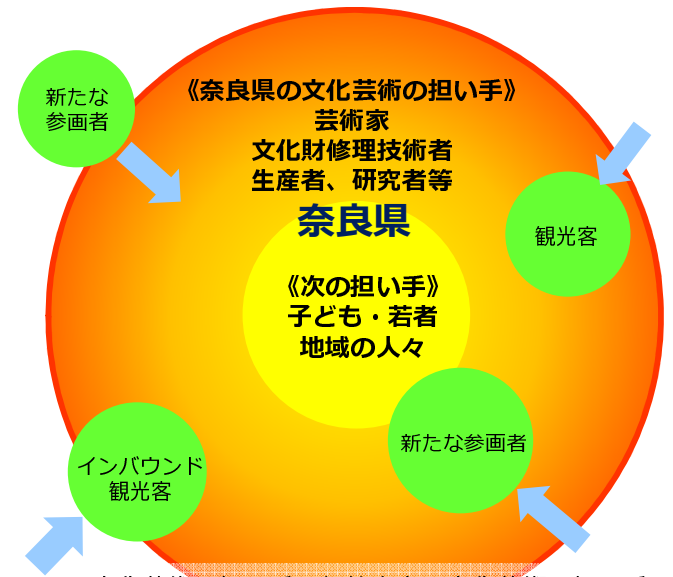 新たな
参画者
《奈良県の文化芸術の担い手》
芸術家
文化財修理技術者
生産者、研究者等
奈良県
観光客
《次の担い手》
子ども・若者
地域の人々
新たな参画者
インバウンド
観光客